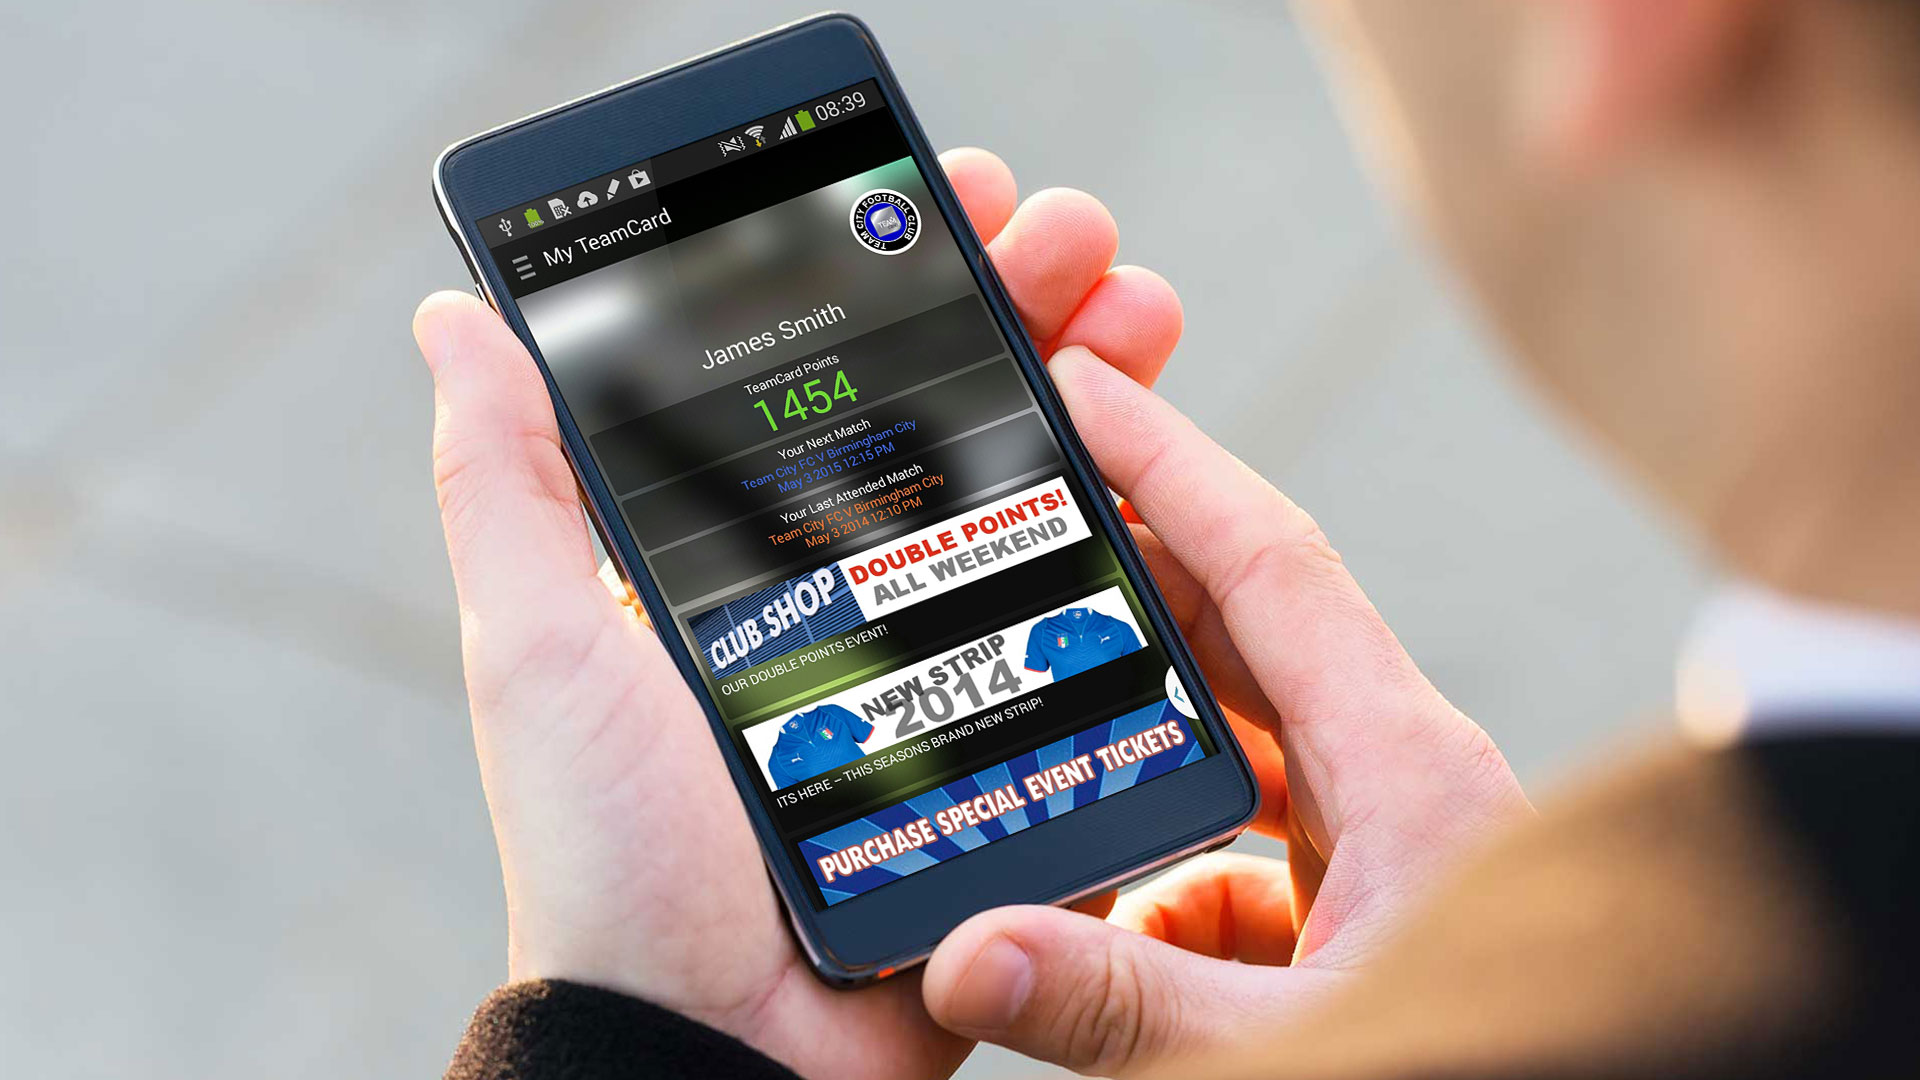 08:39
My TeamCard
TEAM CITY FOOTBALL CLUB
TEAM
James Smith
TeamCard Points
1454
Your Next Match
Team City FC V Birmingham City
May 3 2015 12:15 PM
Your Last Attended Match
Team City FC V Birmingham City
May 3 2014 12:10 PM
CLUB SHOP
DOUBLE POINTS!
ALL WEEKEND
OUR DOUBLE POINTS EVENT!
NEW STRIP
2014
ITS HERE – THIS SEASONS BRAND NEW STRIP!
PURCHASE SPECIAL EVENT TICKETS